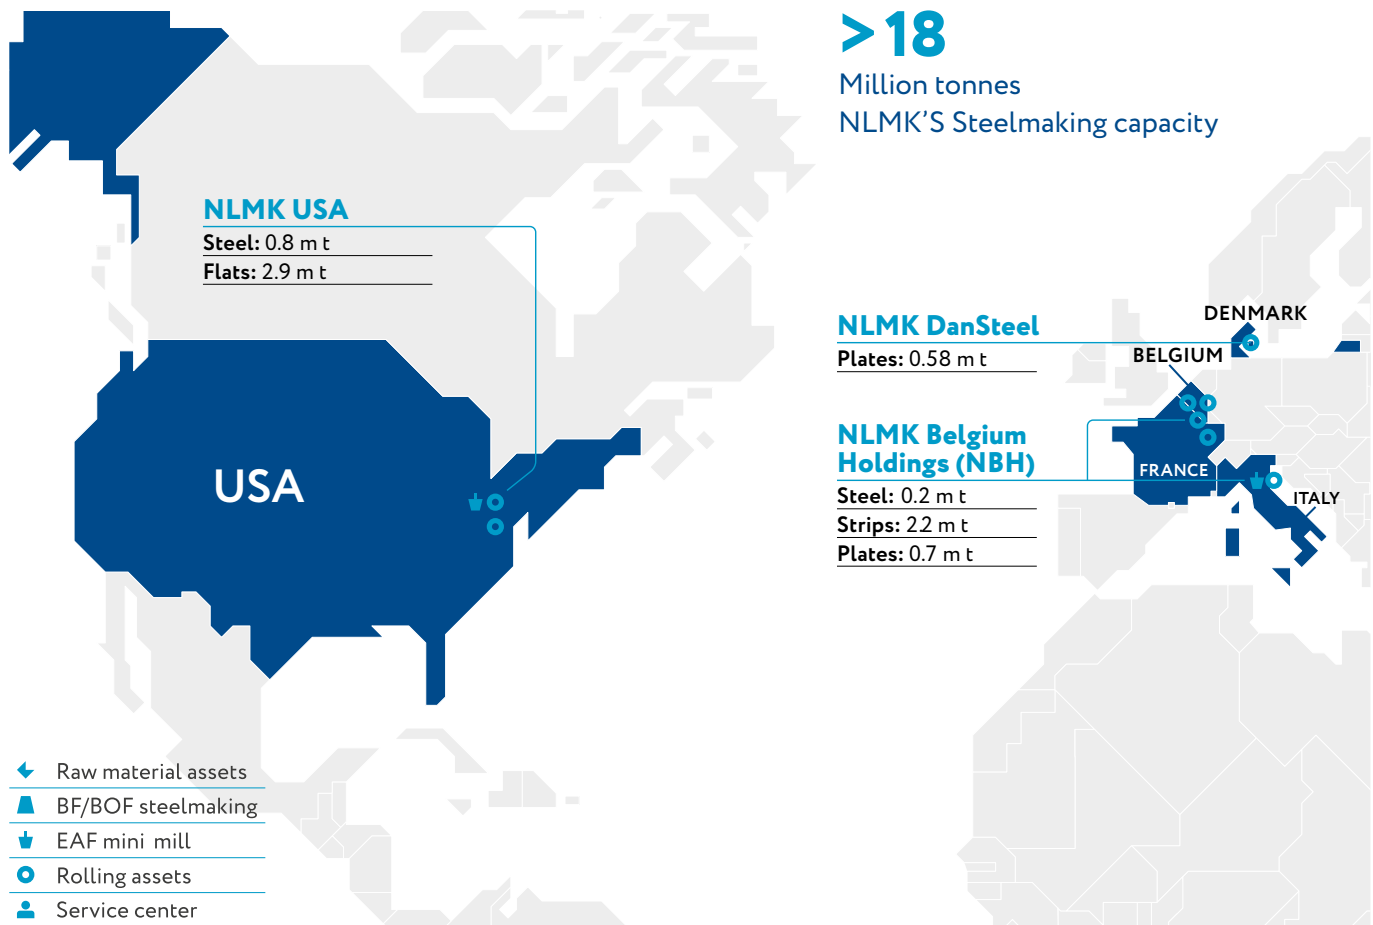 > 18
Million tonnes
NLMK’S Steelmaking capacity
NLMK USA
Steel: 0.8 m t
Flats: 2.9 m t
USA
NLMK DanSteel
Plates: 0.58 m t
NLMK Belgium
Holdings (NBH)
Steel: 0.2 m t
Strips: 2.2 m t
Plates: 0.7 m t
DENMARK
BELGIUM
FRANCE
ITALY
Raw material assets
BF/BOF steelmaking
EAF mini mill
Rolling assets
Service center